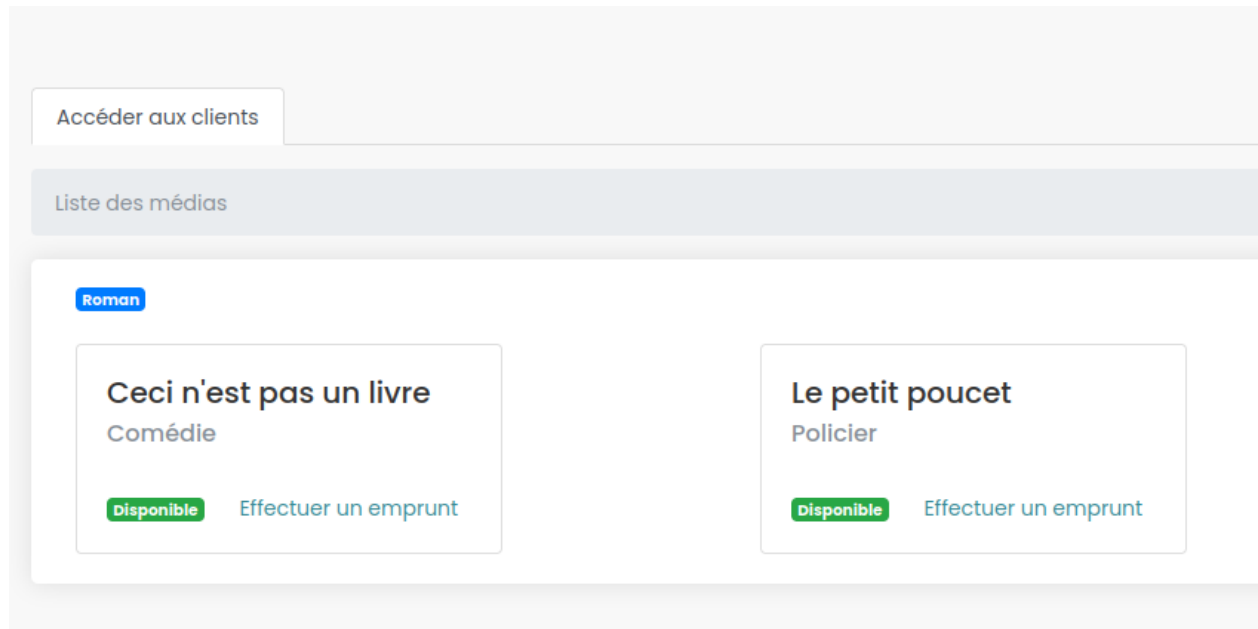 Accéder aux clients
Liste des médias
Roman
Ceci n'est pas un livre
Comédie
Disponible Effectuer un emprunt
Le petit poucet
Policier
Disponible Effectuer un emprunt